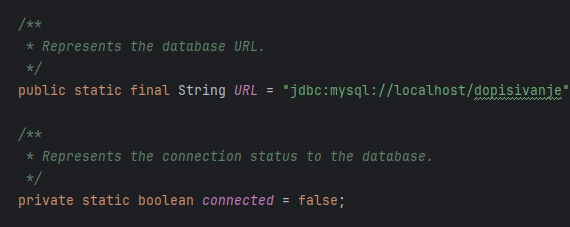 /**
 * Represents the database URL.
 */
public static final String URL = "jdbc:mysql://localhost/dopisivanje"
/**
 * Represents the connection status to the database.
 */
private static boolean connected = false;